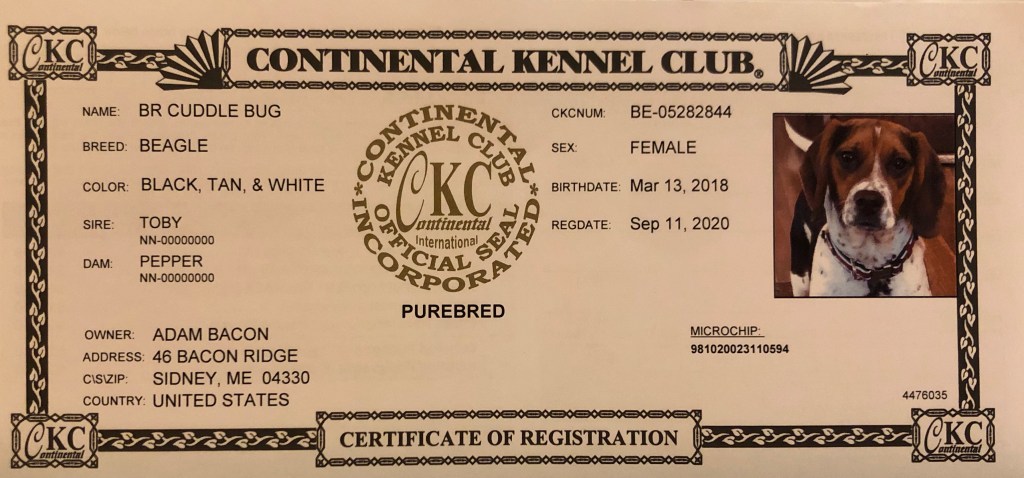 CKC Continental
CONTINENTAL KENNEL CLUB®
CKC Continental
NAME: BR CUDDLE BUG
BREED: BEAGLE
COLOR: BLACK, TAN, & WHITE
SIRE: TOBY
NN-00000000
DAM: PEPPER
NN-00000000
*CONTINENTAL*
KENNEL CLUB
CKC
Continental
International
OFFICIAL SEAL
INCORPORATED
PUREBRED
CKCNUM: BE-05282844
SEX: FEMALE
BIRTHDATE: Mar 13, 2018
REGDATE: Sep 11, 2020
OWNER: ADAM BACON
ADDRESS: 46 BACON RIDGE
C\S\ZIP: SIDNEY, ME 04330
COUNTRY: UNITED STATES
MICROCHIP:
981020023110594
4476035
CKC Continental
CERTIFICATE OF REGISTRATION
CKC Continental